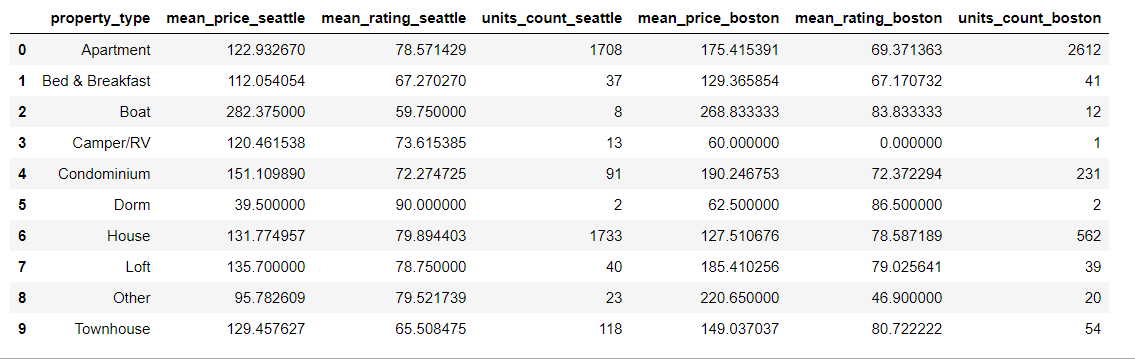 property_type mean_price_seattle mean_rating_seattle units_count_seattle mean_price_boston mean_rating_boston units_count_boston
0 Apartment 122.932670 78.571429 1708 175.415391 69.371363 2612
1 Bed & Breakfast 112.054054 67.270270 37 129.365854 67.170732 41
2 Boat 282.375000 59.750000 8 268.833333 83.833333 12
3 Camper/RV 120.461538 73.615385 13 60.000000 0.000000 1
4 Condominium 151.109890 72.274725 91 190.246753 72.372294 231
5 Dorm 39.500000 90.000000 2 62.500000 86.500000 2
6 House 131.774957 79.894403 1733 127.510676 78.587189 562
7 Loft 135.700000 78.750000 40 185.410256 79.025641 39
8 Other 95.782609 79.521739 23 220.650000 46.900000 20
9 Townhouse 129.457627 65.508475 118 149.037037 80.722222 54